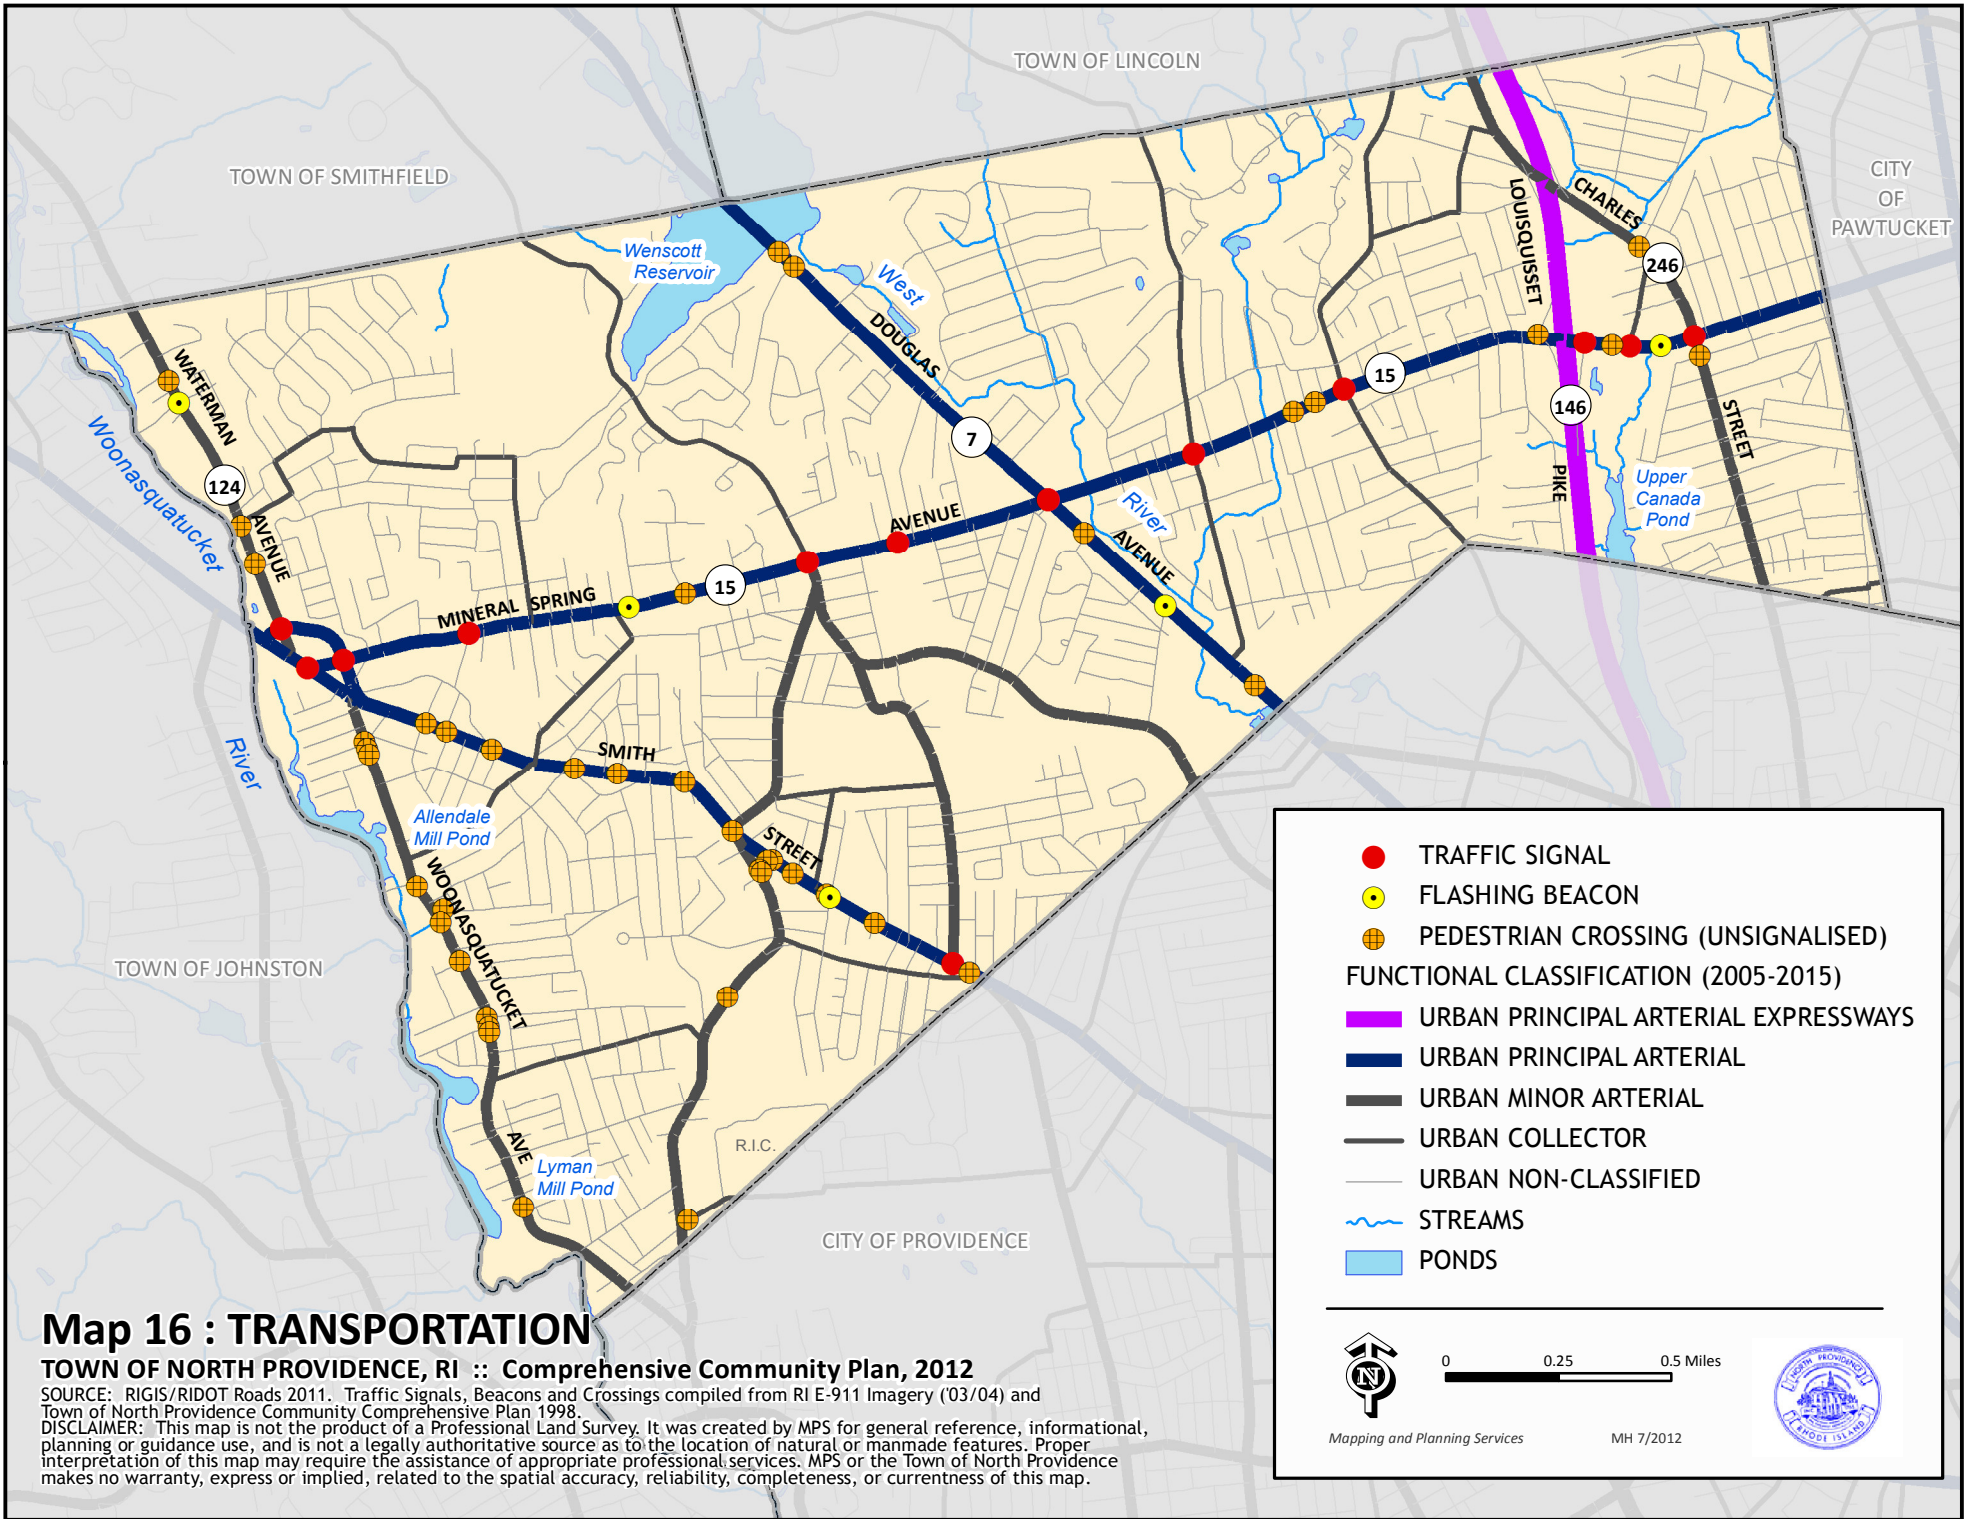 TOWN OF LINCOLN
TOWN OF SMITHFIELD
CITY
OF
PAWTUCKET
LOUISQUISSET
CHARLES
246
Wenscott
Reservoir
West
DOUGLAS
WATERMAN
15
7
146
STREET
PIKE
Upper
Canada
Pond
Woonasquatucket
124
AVENUE
AVENUE
River
AVENUE
MINERAL SPRING
15
River
SMITH
STREET
Allendale
Mill Pond
WOONASQUATUCKET
TOWN OF JOHNSTON
AVE
R.I.C.
Lyman
Mill Pond
CITY OF PROVIDENCE
TRAFFIC SIGNAL
FLASHING BEACON
PEDESTRIAN CROSSING (UNSIGNALISED)
FUNCTIONAL CLASSIFICATION (2005-2015)
URBAN PRINCIPAL ARTERIAL EXPRESSWAYS
URBAN PRINCIPAL ARTERIAL
URBAN MINOR ARTERIAL
URBAN COLLECTOR
URBAN NON-CLASSIFIED
STREAMS
PONDS
N
0 0.25 0.5 Miles
Mapping and Planning Services MH 7/2012
NORTH PROVIDENCE
RHODE ISLAND
Map 16 : TRANSPORTATION
TOWN OF NORTH PROVIDENCE, RI :: Comprehensive Community Plan, 2012
SOURCE: RIGIS/RIDOT Roads 2011. Traffic Signals, Beacons and Crossings compiled from RI E-911 Imagery ('03/04) and
Town of North Providence Community Comprehensive Plan 1998.
DISCLAIMER: This map is not the product of a Professional Land Survey. It was created by MPS for general reference, informational,
planning or guidance use, and is not a legally authoritative source as to the location of natural or manmade features. Proper
interpretation of this map may require the assistance of appropriate professional services. MPS or the Town of North Providence
makes no warranty, express or implied, related to the spatial accuracy, reliability, completeness, or currentness of this map.